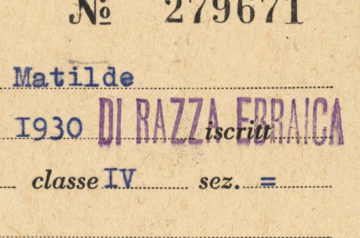 No 279671
Matilde
1930 DI RAZZA EBRAICA iscritt
classe IV sez. =